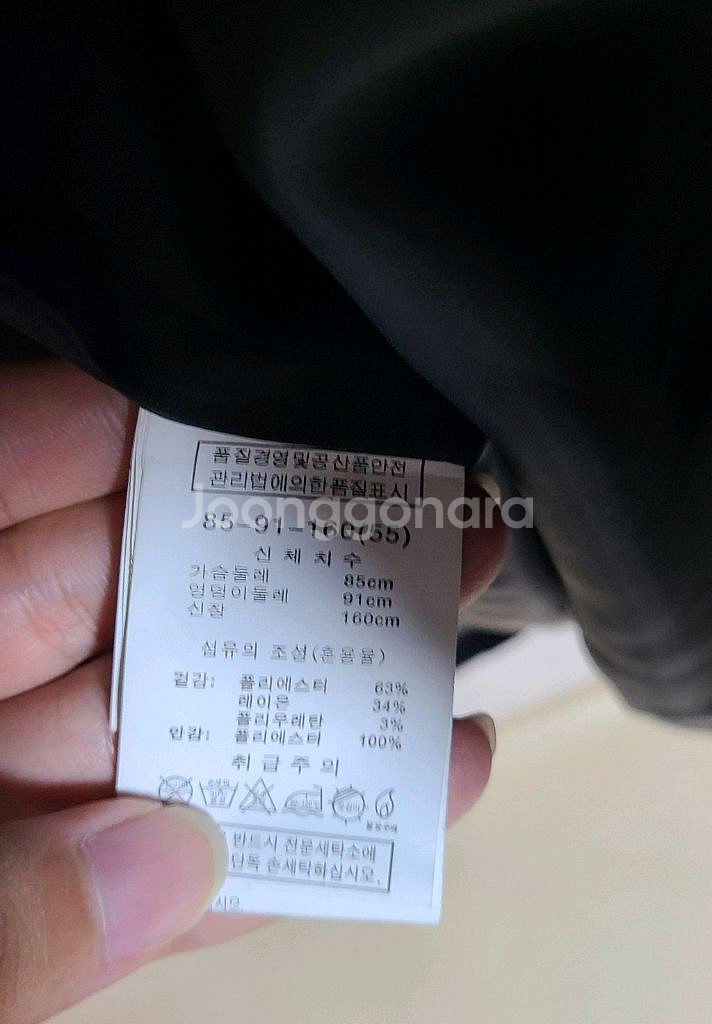 품질경영및공산품안전
관리법에의한품질표시
Joonggonara
85-91-160(55)
신체치수
가슴둘레 85cm
엉덩이둘레 91cm
신장 160cm
섬유의 조성(혼용율)
겉감: 폴리에스터 63%
레이온 34%
폴리우레탄 3%
안감: 폴리에스터 100%
취급주의
반드시 전문세탁소에
단독 손세탁하십시오.
시오.